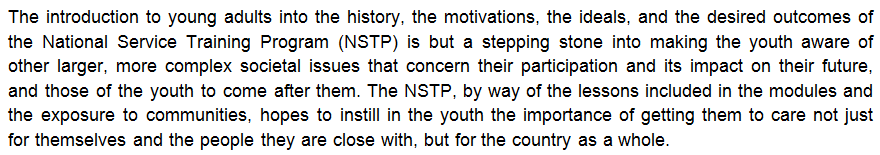 The introduction to young adults into the history, the motivations, the ideals, and the desired outcomes of
the National Service Training Program (NSTP) is but a stepping stone into making the youth aware of
other larger, more complex societal issues that concern their participation and its impact on their future,
and those of the youth to come after them. The NSTP, by way of the lessons included in the modules and
the exposure to communities, hopes to instill in the youth the importance of getting them to care not just
for themselves and the people they are close with, but for the country as a whole.